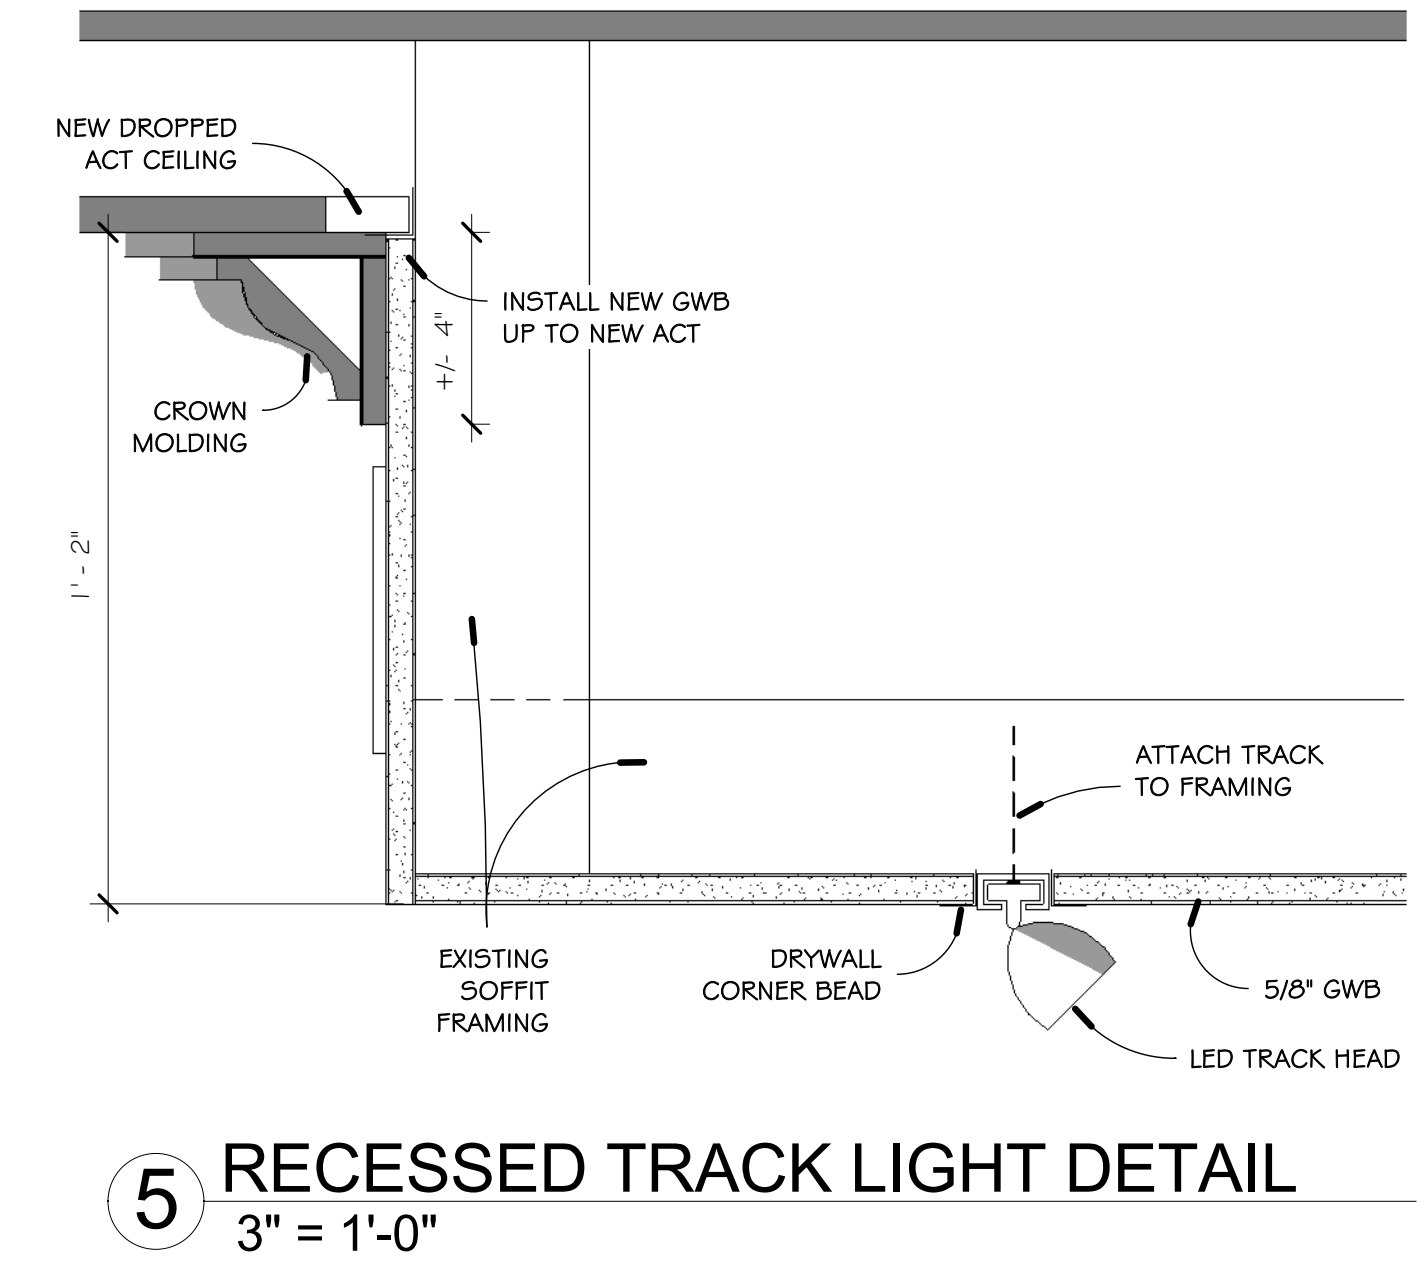 NEW DROPPED
ACT CEILING
INSTALL NEW GWB
UP TO NEW ACT
+/- 4"
CROWN
MOLDING
1' - 2"
ATTACH TRACK
TO FRAMING
EXISTING
SOFFIT
FRAMING
DRYWALL
CORNER BEAD
5/8" GWB
LED TRACK HEAD
5
RECESSED TRACK LIGHT DETAIL
3" = 1'-0"